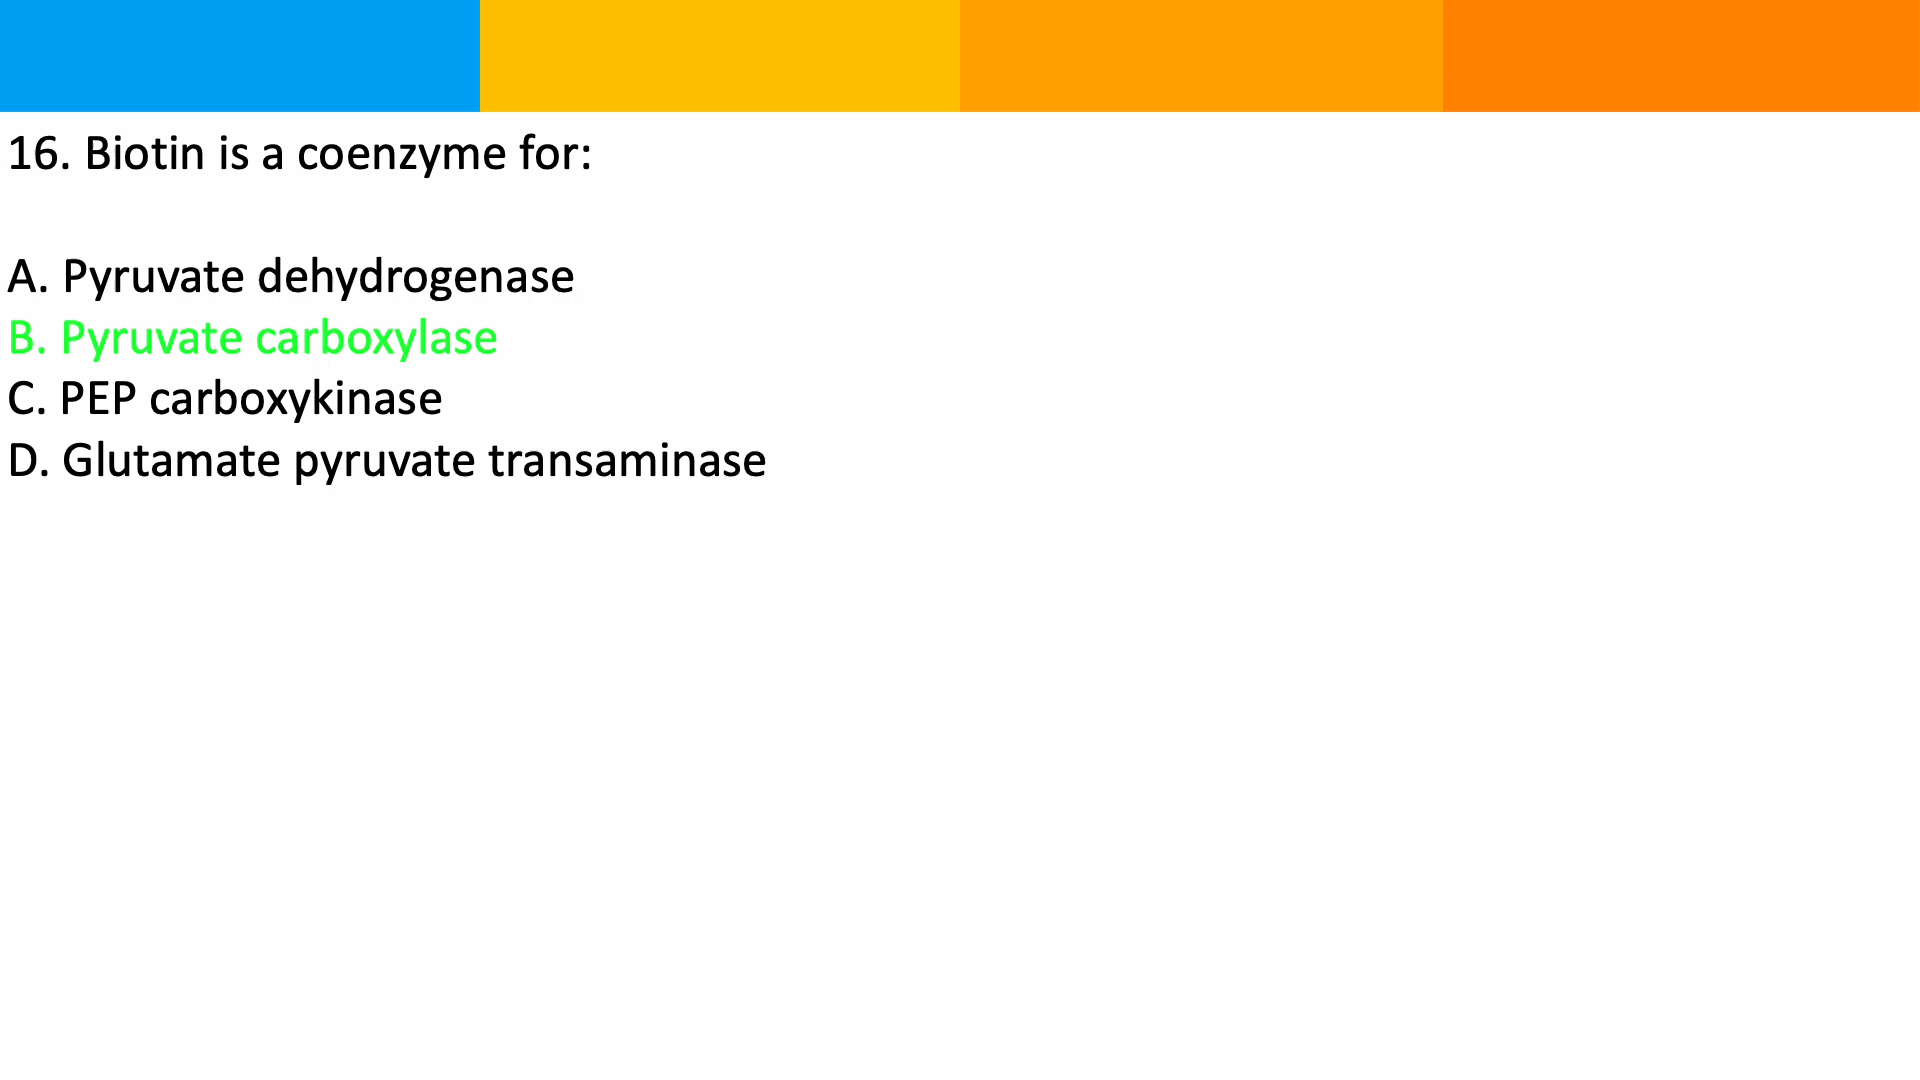 16. Biotin is a coenzyme for:
A. Pyruvate dehydrogenase
B. Pyruvate carboxylase
C. PEP carboxykinase
D. Glutamate pyruvate transaminase